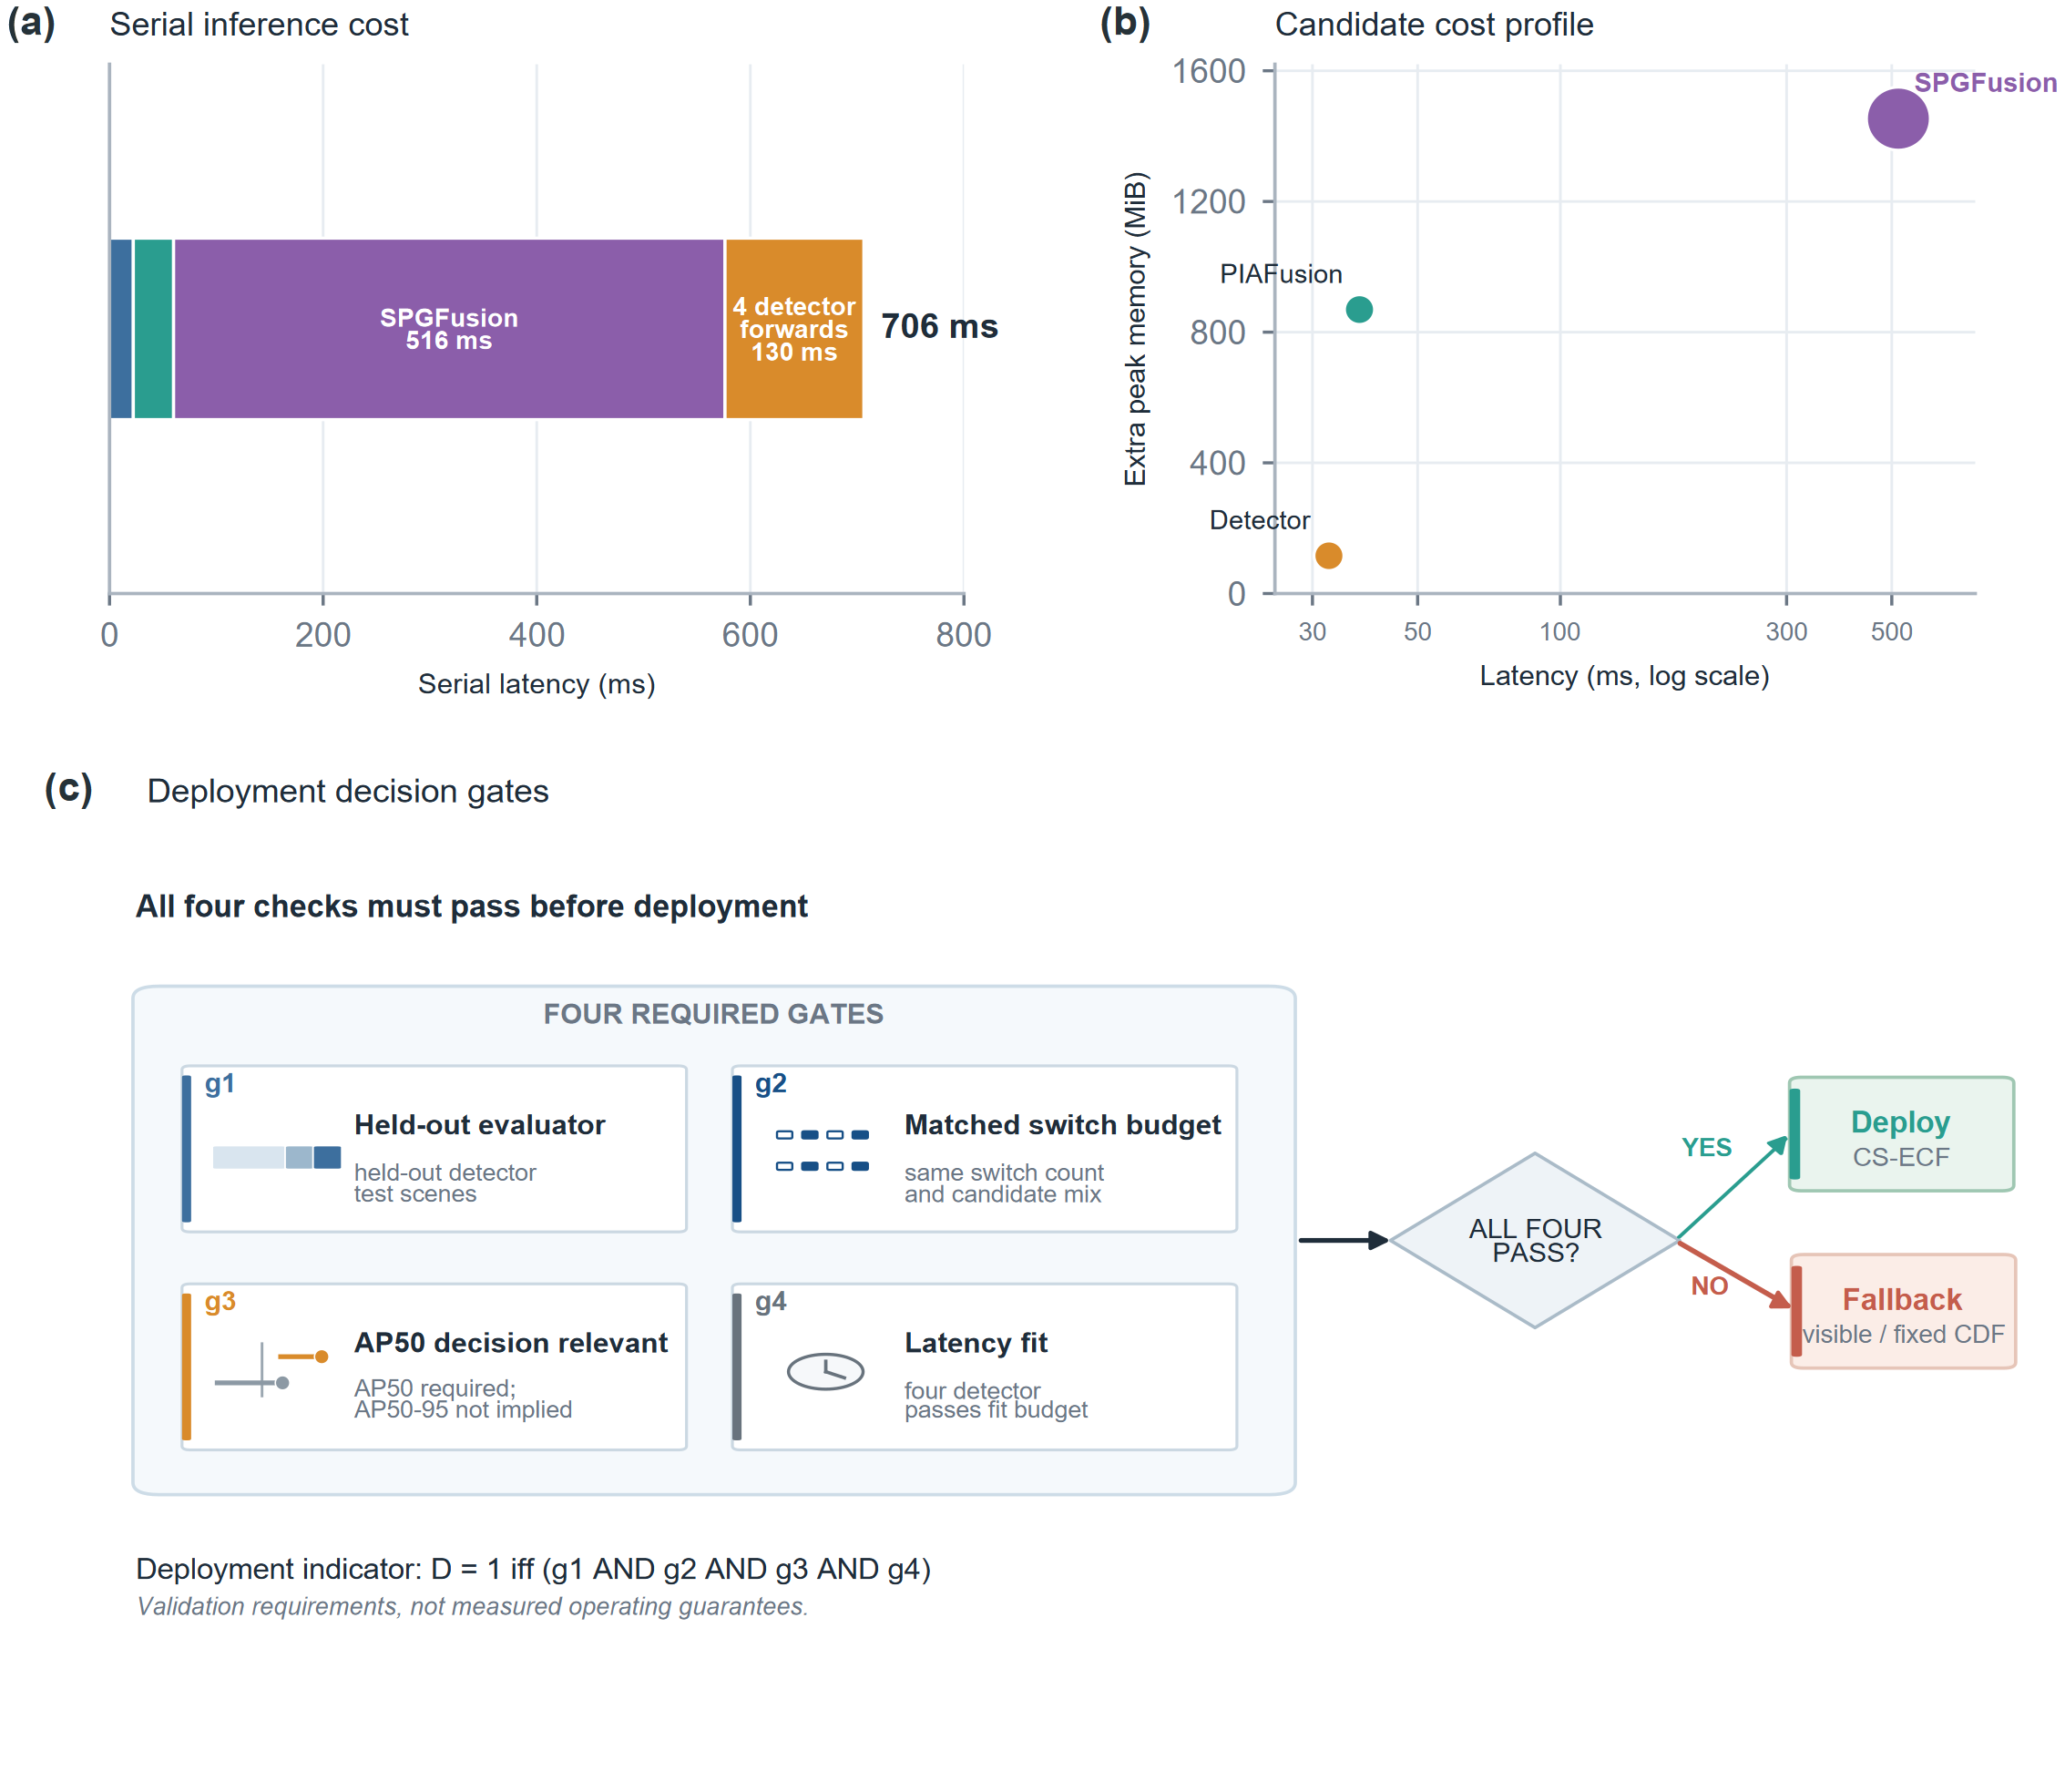 (a)
Serial inference cost
SPGFusion
516 ms
4 detector
forwards
130 ms
706 ms
0
200
400
600
800
Serial latency (ms)
(b)
Candidate cost profile
1600
1200
800
400
0
Extra peak memory (MiB)
SPGFusion
PIAFusion
Detector
30
50
100
300
500
Latency (ms, log scale)
(c)
Deployment decision gates
All four checks must pass before deployment
FOUR REQUIRED GATES
g1
Held-out evaluator
held-out detector
test scenes
g2
Matched switch budget
same switch count
and candidate mix
g3
AP50 decision relevant
AP50 required;
AP50-95 not implied
g4
Latency fit
four detector
passes fit budget
ALL FOUR
PASS?
YES
Deploy
CS-ECF
NO
Fallback
visible / fixed CDF
Deployment indicator: D = 1 iff (g1 AND g2 AND g3 AND g4)
Validation requirements, not measured operating guarantees.